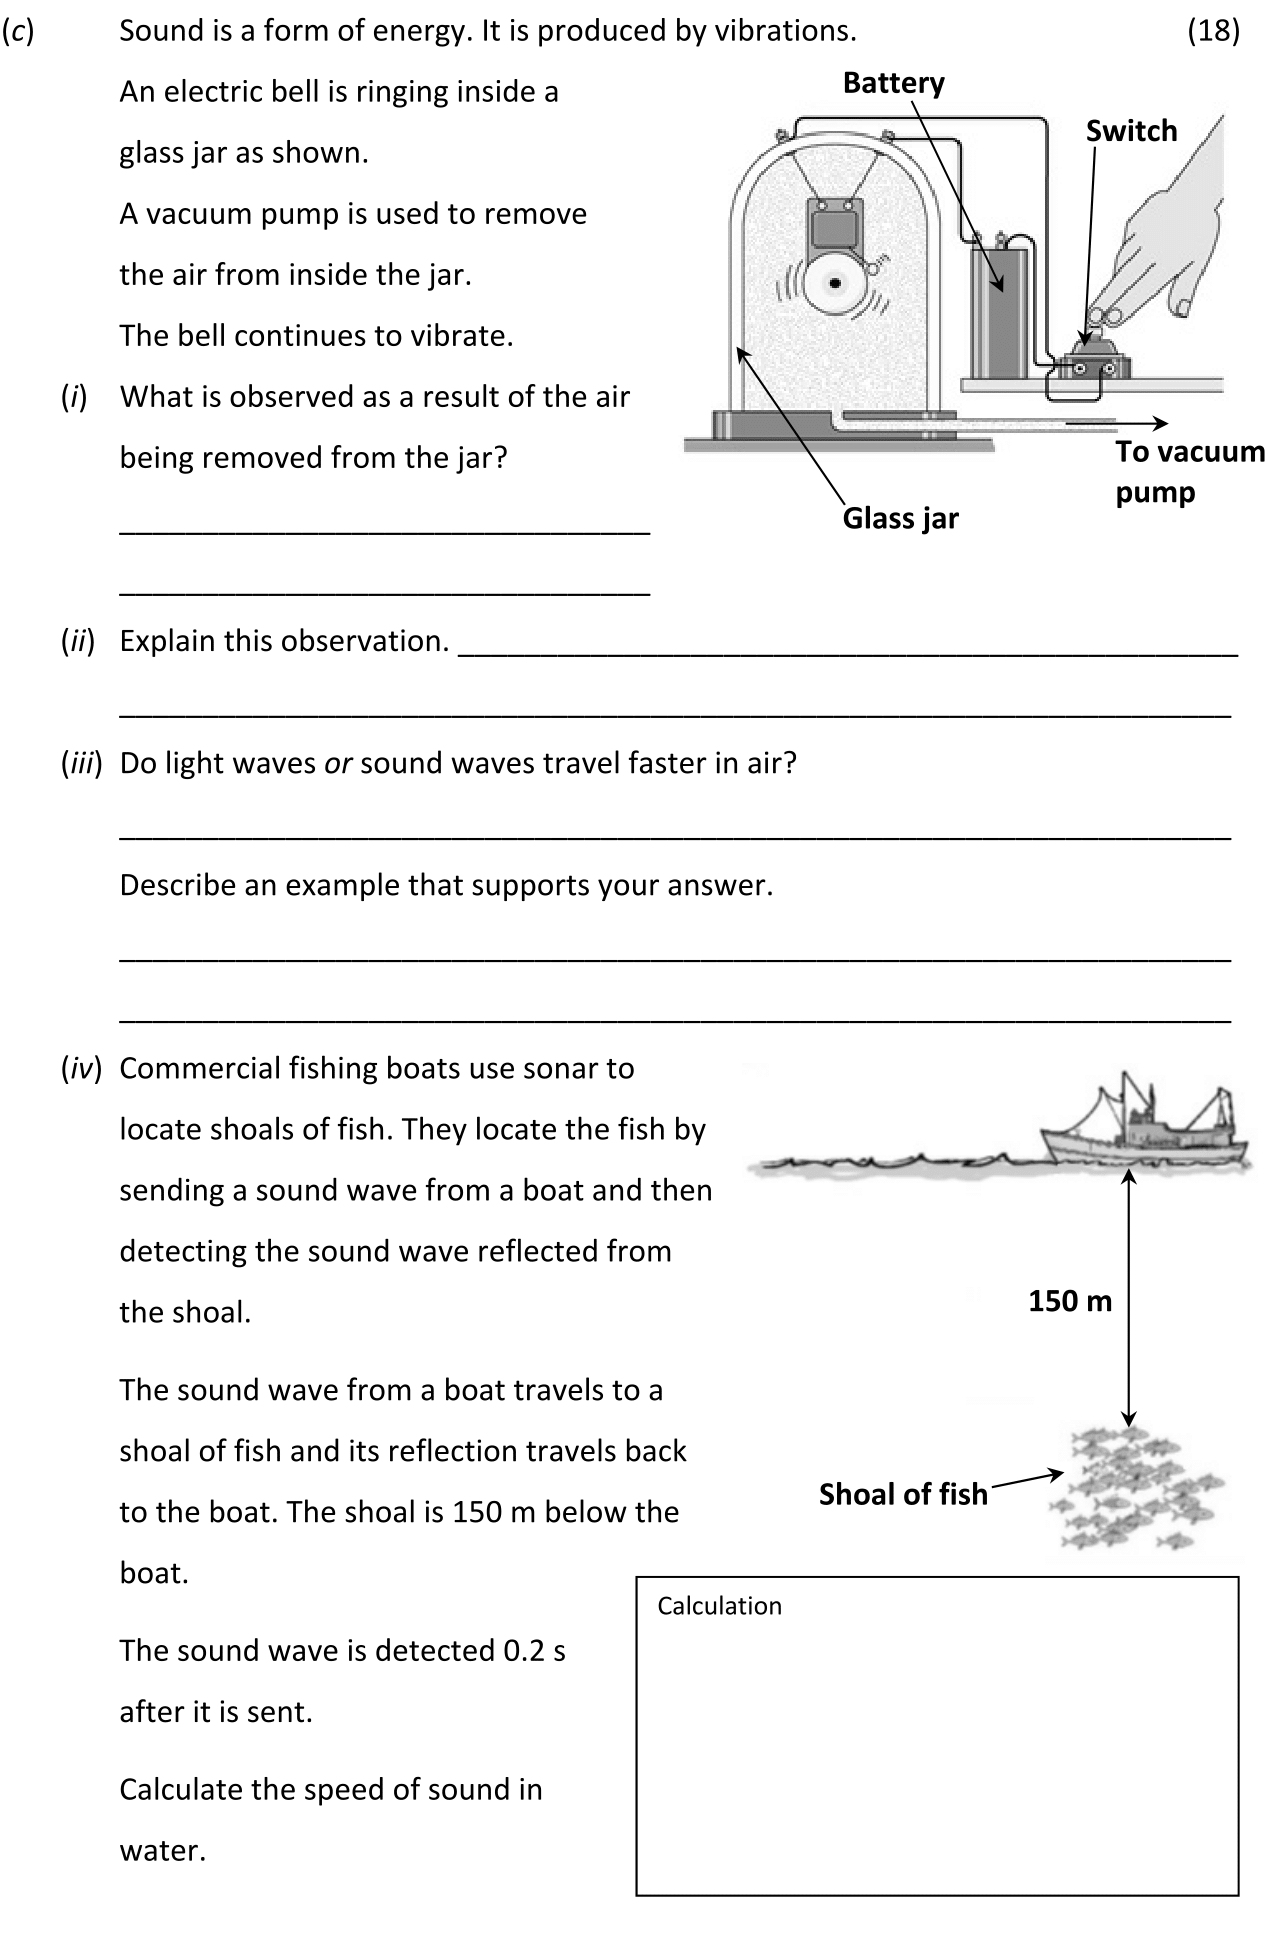 (c) Sound is a form of energy. It is produced by vibrations. (18)
An electric bell is ringing inside a
glass jar as shown.
A vacuum pump is used to remove
the air from inside the jar.
The bell continues to vibrate.
Battery
Switch
To vacuum
pump
Glass jar
(i) What is observed as a result of the air
being removed from the jar?
(ii) Explain this observation.
(iii) Do light waves or sound waves travel faster in air?
Describe an example that supports your answer.
(iv) Commercial fishing boats use sonar to
locate shoals of fish. They locate the fish by
sending a sound wave from a boat and then
detecting the sound wave reflected from
the shoal.
150 m
The sound wave from a boat travels to a
shoal of fish and its reflection travels back
to the boat. The shoal is 150 m below the
boat.
Shoal of fish
The sound wave is detected 0.2 s
after it is sent.
Calculate the speed of sound in
water.
Calculation